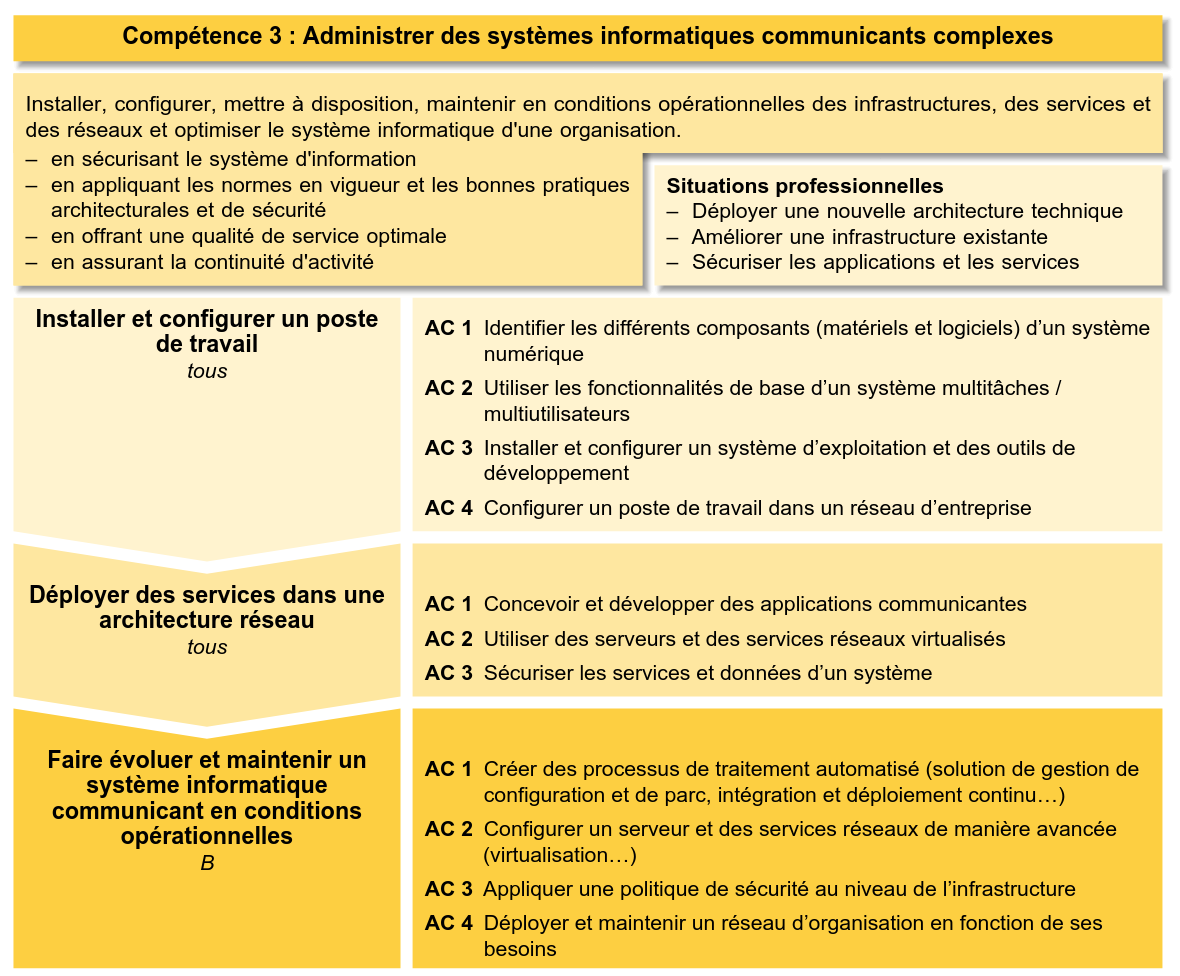 Compétence 3 : Administrer des systèmes informatiques communicants complexes
Installer, configurer, mettre à disposition, maintenir en conditions opérationnelles des infrastructures, des services et
des réseaux et optimiser le système informatique d'une organisation.
– en sécurisant le système d'information
– en appliquant les normes en vigueur et les bonnes pratiques
architecturales et de sécurité
– en offrant une qualité de service optimale
– en assurant la continuité d'activité
Situations professionnelles
– Déployer une nouvelle architecture technique
– Améliorer une infrastructure existante
– Sécuriser les applications et les services
Installer et configurer un poste
de travail
tous
AC 1 Identifier les différents composants (matériels et logiciels) d’un système
numérique
AC 2 Utiliser les fonctionnalités de base d’un système multitâches /
multiutilisateurs
AC 3 Installer et configurer un système d’exploitation et des outils de
développement
AC 4 Configurer un poste de travail dans un réseau d’entreprise
Déployer des services dans une
architecture réseau
tous
AC 1 Concevoir et développer des applications communicantes
AC 2 Utiliser des serveurs et des services réseaux virtualisés
AC 3 Sécuriser les services et données d’un système
Faire évoluer et maintenir un
système informatique
communicant en conditions
opérationnelles
B
AC 1 Créer des processus de traitement automatisé (solution de gestion de
configuration et de parc, intégration et déploiement continu…)
AC 2 Configurer un serveur et des services réseaux de manière avancée
(virtualisation…)
AC 3 Appliquer une politique de sécurité au niveau de l’infrastructure
AC 4 Déployer et maintenir un réseau d’organisation en fonction de ses
besoins